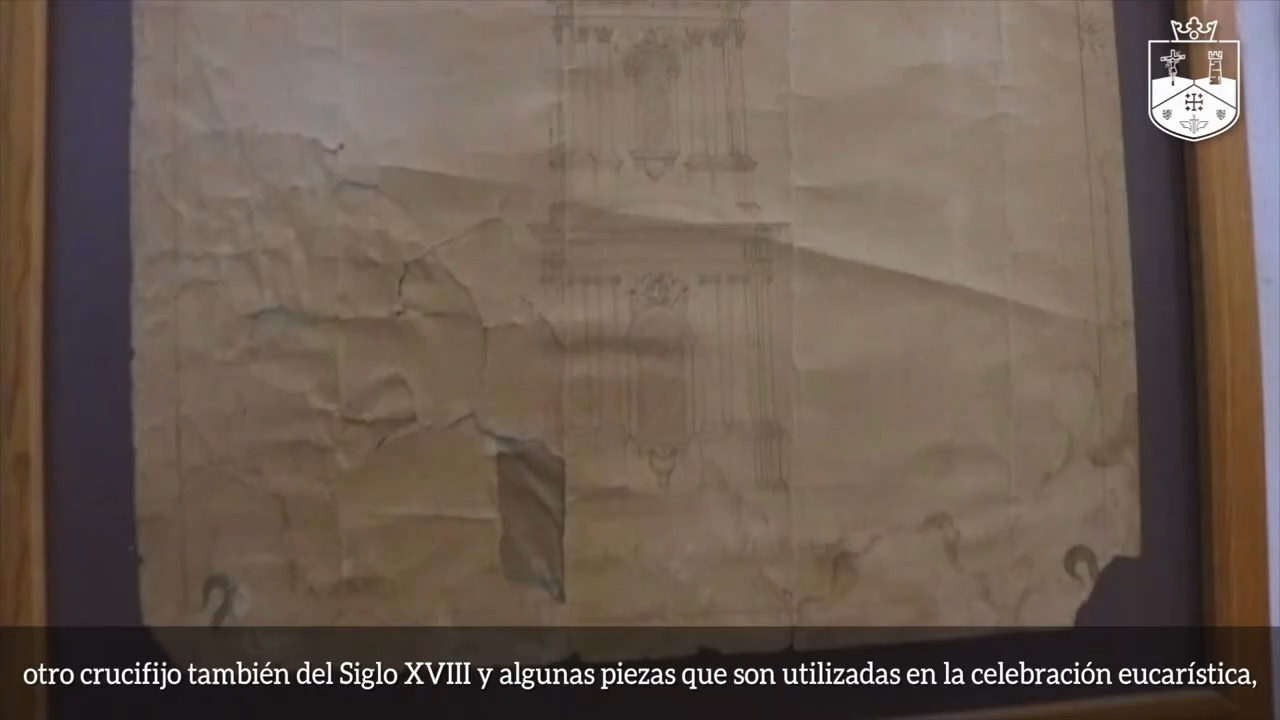 otro crucifijo también del Siglo XVIII y algunas piezas que son utilizadas en la celebración eucarística,